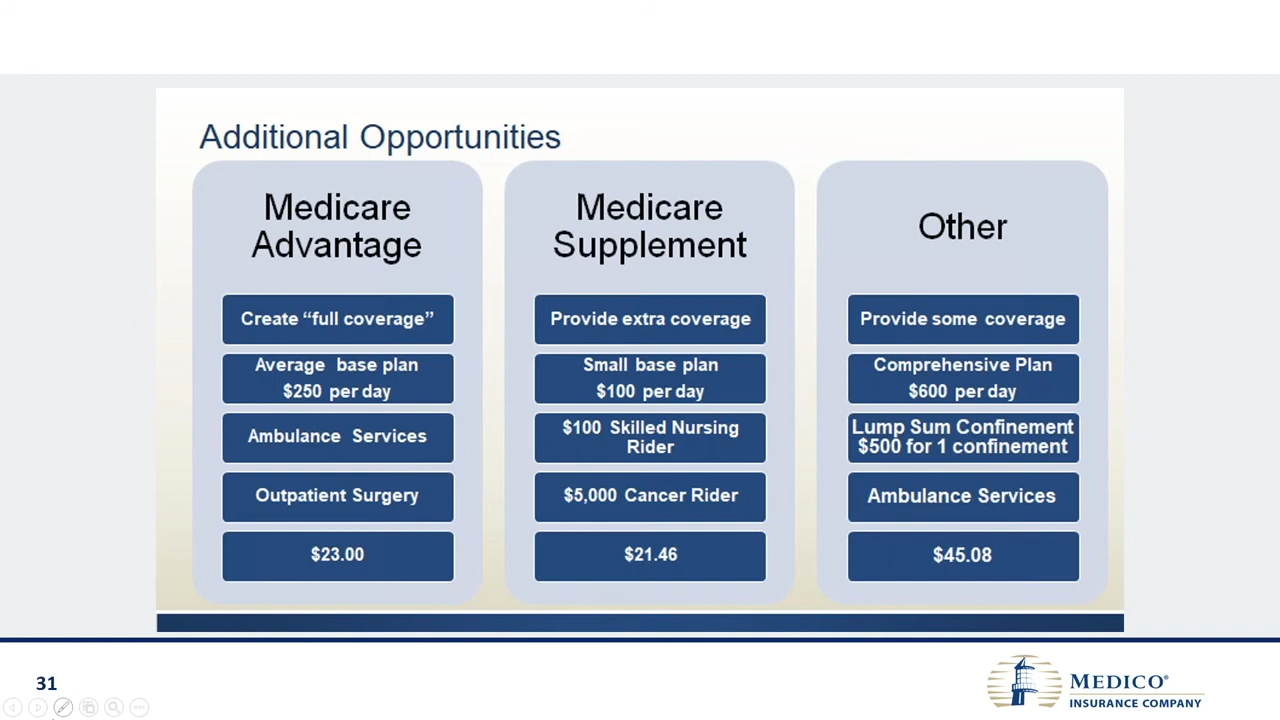 Additional Opportunities
Medicare
Advantage
Create “full coverage”
Average base plan
$250 per day
Ambulance Services
Outpatient Surgery
$23.00
Medicare
Supplement
Provide extra coverage
Small base plan
$100 per day
$100 Skilled Nursing
Rider
$5,000 Cancer Rider
$21.46
Other
Provide some coverage
Comprehensive Plan
$600 per day
Lump Sum Confinement
$500 for 1 confinement
Ambulance Services
$45.08
31
MEDICO®
INSURANCE COMPANY